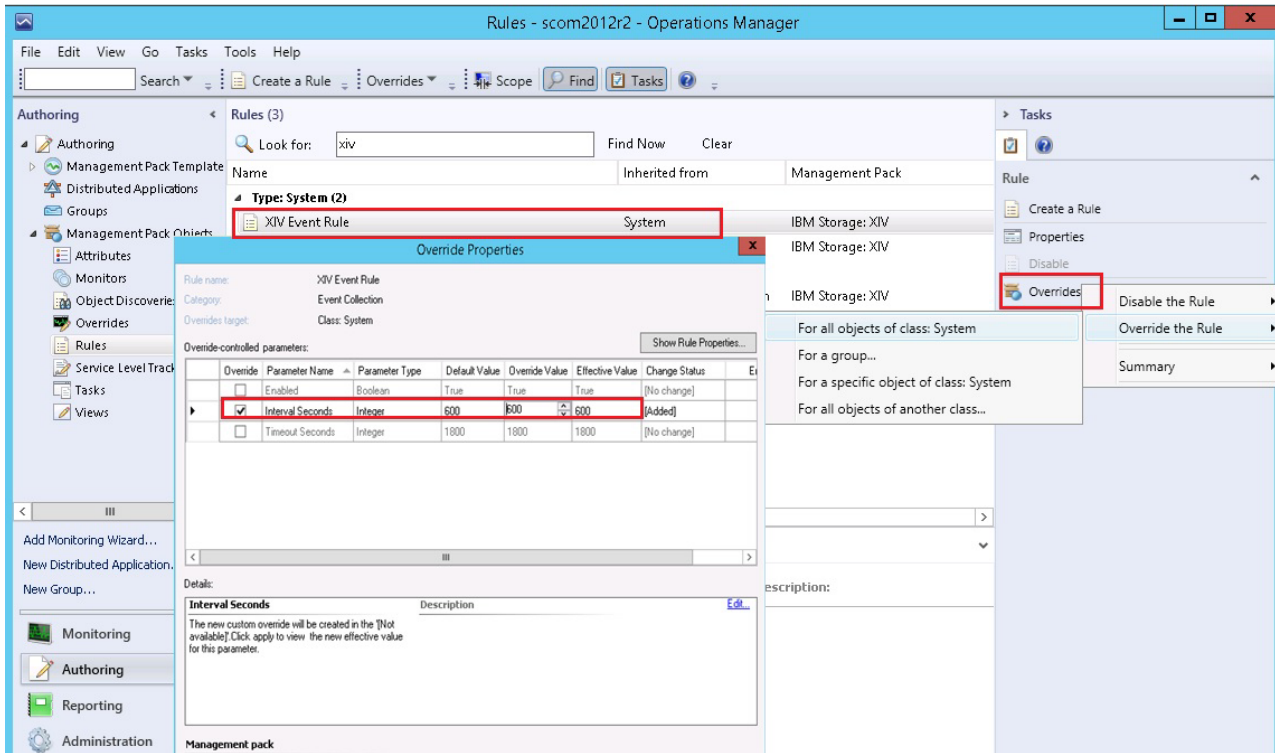 Rules - scom2012r2 - Operations Manager
File Edit View Go Tasks Tools Help
Search Create a Rule Overrides Scope Find Tasks
Authoring
Authoring
Management Pack Template
Distributed Applications
Groups
Management Pack Objects
Attributes
Monitors
Object Discoverie
Overrides
Rules
Service Level Track
Tasks
Views
Add Monitoring Wizard...
New Distributed Application.
New Group...
Monitoring
Authoring
Reporting
Administration
Rules (3)
Look for: xiv Find Now Clear
Name Inherited from Management Pack
Type: System (2)
XIV Event Rule System IBM Storage: XIV
IBM Storage: XIV
IBM Storage: XIV
escription:
Override Properties
Rule name: XIV Event Rule
Category: Event Collection
Overrides target: Class: System
Override-controlled parameters: Show Rule Properties...
Override Parameter Name Parameter Type Default Value Override Value Effective Value Change Status
Enabled Boolean True True True [No change]
Interval Seconds Integer 600 600 600 [Added]
Timeout Seconds Integer 1800 1800 1800 [No change]
Details:
Interval Seconds Description Edit...
The new custom override will be created in the '[Not
available]'.Click apply to view the new effective value
for this parameter.
Management pack
Tasks
Rule
Create a Rule
Properties
Disable
Overrides
Disable the Rule
Override the Rule
Summary
For all objects of class: System
For a group...
For a specific object of class: System
For all objects of another class...